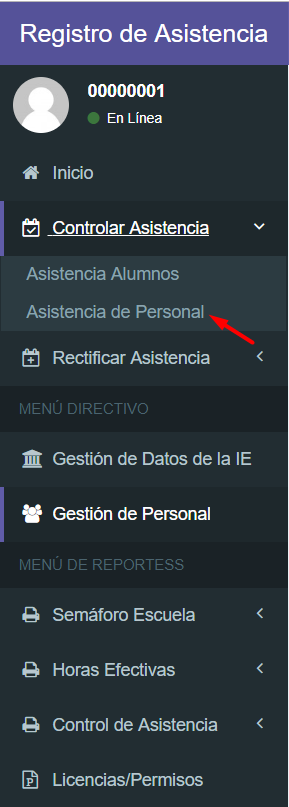 Registro de Asistencia
00000001
En Línea
Inicio
Controlar Asistencia
Asistencia Alumnos
Asistencia de Personal
Rectificar Asistencia
MENÚ DIRECTIVO
Gestión de Datos de la IE
Gestión de Personal
MENÚ DE REPORTESS
Semáforo Escuela
Horas Efectivas
Control de Asistencia
Licencias/Permisos